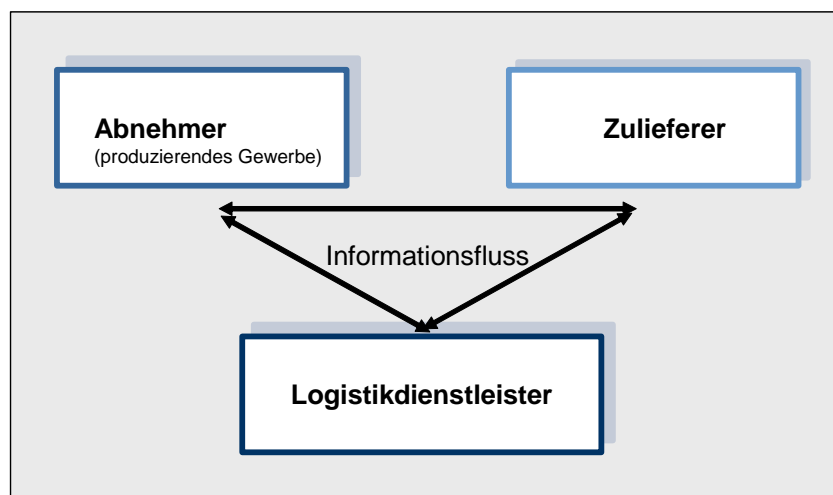 Abnehmer
(produzierendes Gewerbe)
Zulieferer
Informationsfluss
Logistikdienstleister